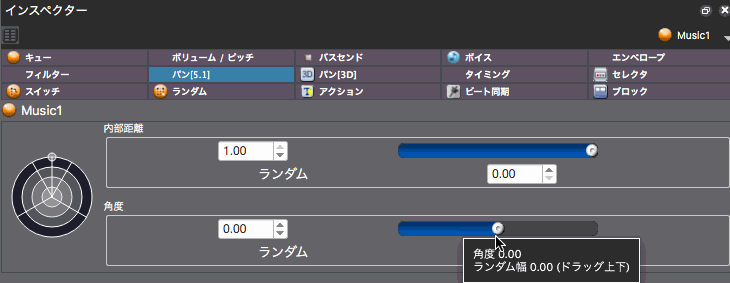 インスペクター
Music1
キュー ボリューム / ピッチ バスセンド ボイス エンベロープ
フィルター パン[5.1] パン[3D] タイミング セレクタ
スイッチ ランダム アクション ビート同期 ブロック
Music1
内部距離
1.00
ランダム 0.00
角度
0.00
ランダム
角度 0.00
ランダム幅 0.00 (ドラッグ上下)